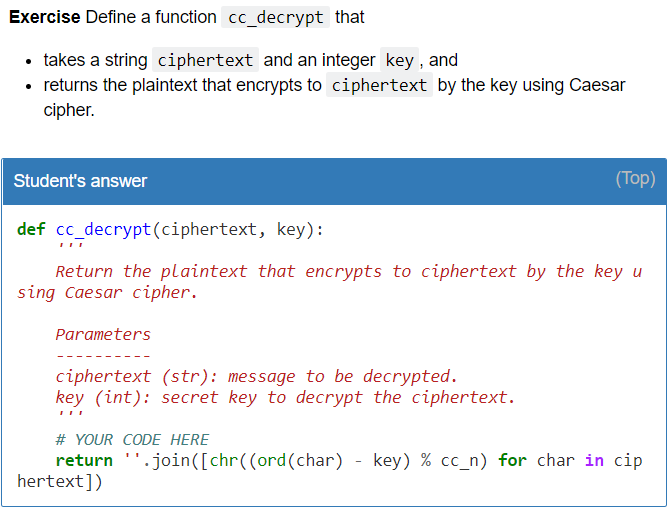 Exercise Define a function cc_decrypt that
• takes a string ciphertext and an integer key , and
• returns the plaintext that encrypts to ciphertext by the key using Caesar
cipher.
Student's answer (Top)
def cc_decrypt(ciphertext, key):
    '''
    Return the plaintext that encrypts to ciphertext by the key u
sing Caesar cipher.
    Parameters
    ----------
    ciphertext (str): message to be decrypted.
    key (int): secret key to decrypt the ciphertext.
    '''
    # YOUR CODE HERE
    return ''.join([chr((ord(char) - key) % cc_n) for char in cip
hertext])